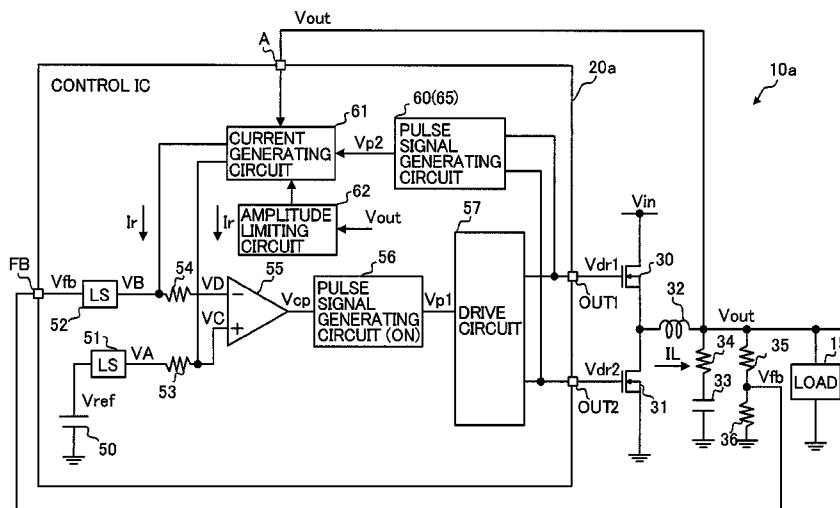 Vout
A
20a
10a
CONTROL IC
61
60(65)
CURRENT
GENERATING
CIRCUIT
Vp2
PULSE
SIGNAL
GENERATING
CIRCUIT
62
AMPLITUDE
LIMITING
CIRCUIT
Vout
Ir
Ir
57
Vin
FB
Vfb
LS
52
VB
54
VD
55
56
Vdr1
30
OUT1
32
Vout
VC
Vcp
PULSE
SIGNAL
GENERATING
CIRCUIT (ON)
Vp1
DRIVE
CIRCUIT
51
LS
VA
53
IL
34
35
Vdr2
33
Vfb
LOAD
Vref
50
OUT2
31
36